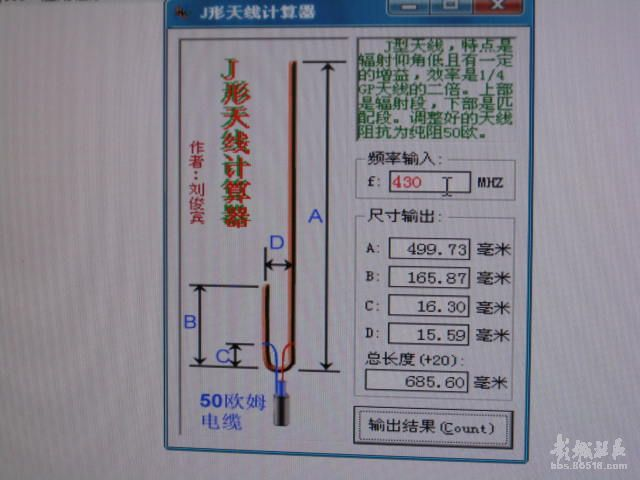 J形天线计算器
J形天线计算器
作者:刘俊宾
A
D
B
C
50欧姆
电缆
J型天线，特点是
辐射仰角低且有一定
的增益，效率是1/4
GP天线的二倍。上部
是辐射段，下部是匹
配段。调整好的天线
阻抗为纯阻50欧。
频率输入:
f: 430 MHZ
尺寸输出:
A: 499.73 毫米
B: 165.87 毫米
C: 16.30 毫米
D: 15.59 毫米
总长度(+20):
685.60 毫米
输出结果(Count)
bbs.86518.com